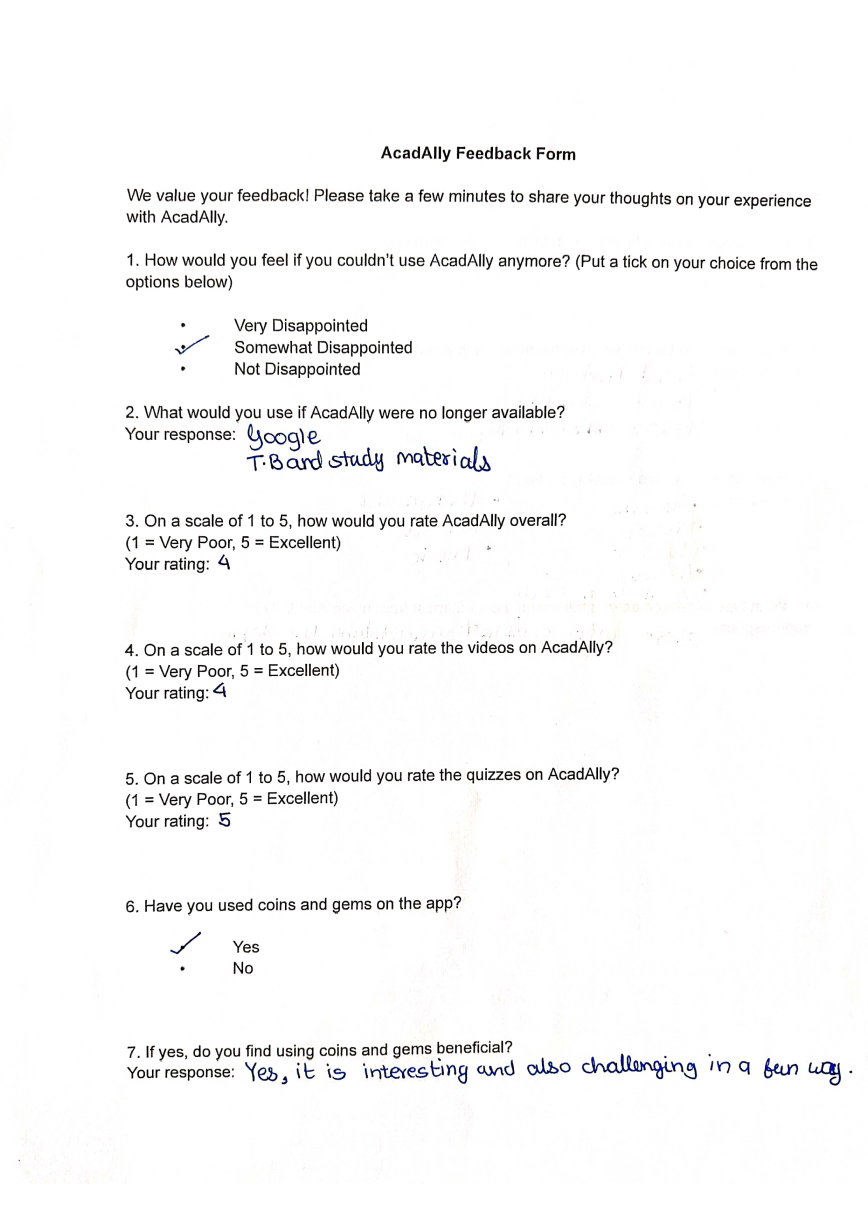 AcadAlly Feedback Form
We value your feedback! Please take a few minutes to share your thoughts on your experience
with AcadAlly.
1. How would you feel if you couldn't use AcadAlly anymore? (Put a tick on your choice from the
options below)
• Very Disappointed
✓ Somewhat Disappointed
• Not Disappointed
2. What would you use if AcadAlly were no longer available?
Your response: Google
T.B and study materials
3. On a scale of 1 to 5, how would you rate AcadAlly overall?
(1 = Very Poor, 5 = Excellent)
Your rating: 4
4. On a scale of 1 to 5, how would you rate the videos on AcadAlly?
(1 = Very Poor, 5 = Excellent)
Your rating: 4
5. On a scale of 1 to 5, how would you rate the quizzes on AcadAlly?
(1 = Very Poor, 5 = Excellent)
Your rating: 5
6. Have you used coins and gems on the app?
✓ Yes
• No
7. If yes, do you find using coins and gems beneficial?
Your response: Yes, it is interesting and also challenging in a fun way.